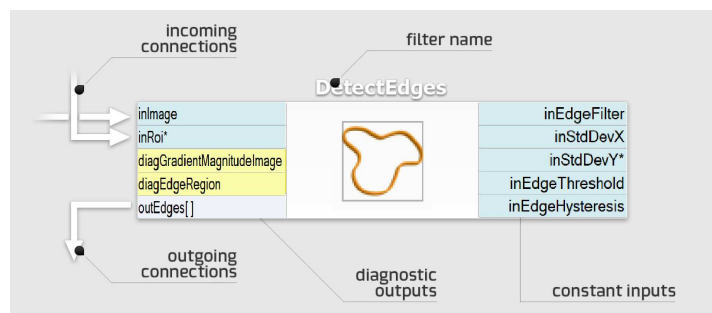 incoming
connections
filter name
DetectEdges
inImage
inRoi*
diagGradientMagnitudeImage
diagEdgeRegion
outEdges[ ]
inEdgeFilter
inStdDevX
inStdDevY*
inEdgeThreshold
inEdgeHysteresis
outgoing
connections
diagnostic
outputs
constant inputs